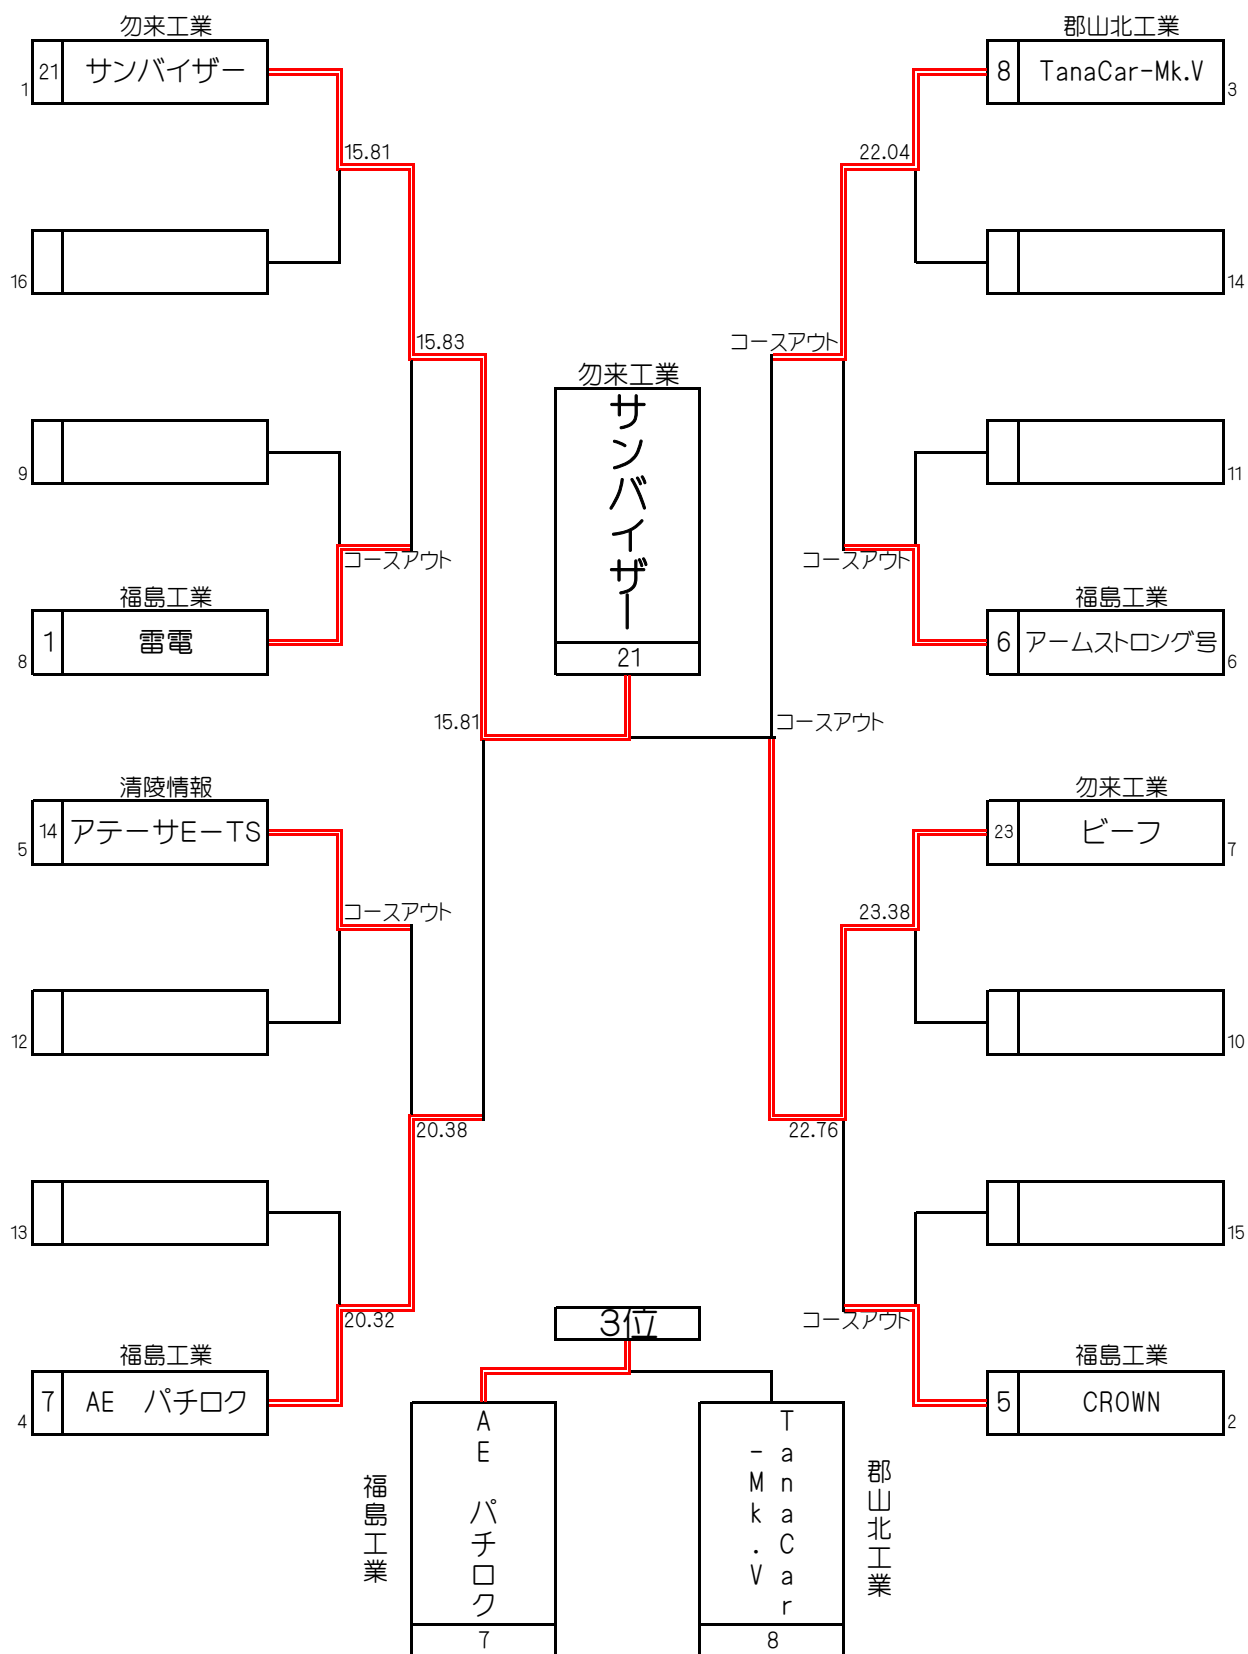 勿来工業
1 21 サンバイザー
15.81
16
15.83
9
コースアウト
福島工業
8 1 雷電
15.81
清陵情報
5 14 アテーサE－TS
コースアウト
12
20.38
13
20.32
福島工業
4 7 AE　パチロク
勿来工業
サンバイザー
21
郡山北工業
8 TanaCar-Mk.V 3
22.04
14
コースアウト
11
コースアウト
福島工業
6 アームストロング号 6
コースアウト
勿来工業
23 ビーフ 7
23.38
10
22.76
15
コースアウト
福島工業
5 CROWN 2
3位
福島工業
AE　パチロク
7
TanaCar
-Mk.V
8
郡山北工業